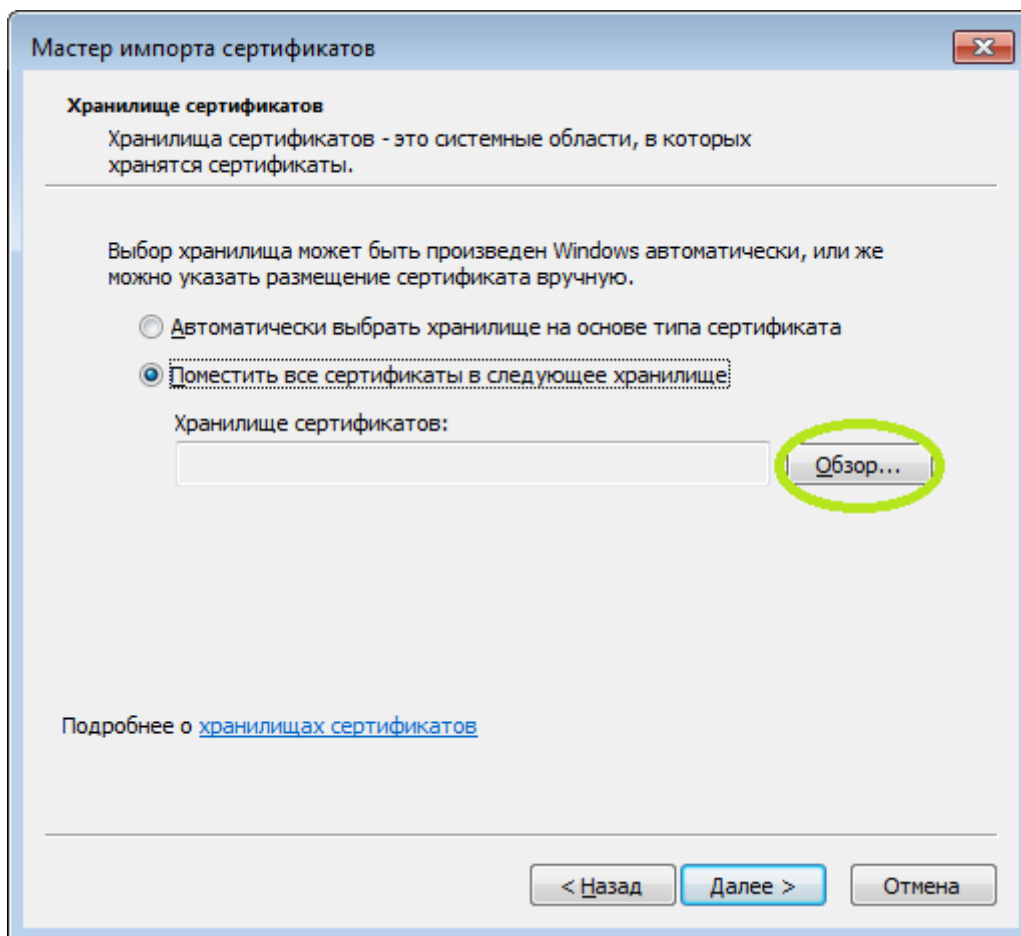 Мастер импорта сертификатов
Хранилище сертификатов
Хранилища сертификатов - это системные области, в которых
хранятся сертификаты.
Выбор хранилища может быть произведен Windows автоматически, или же
можно указать размещение сертификата вручную.
Автоматически выбрать хранилище на основе типа сертификата
Поместить все сертификаты в следующее хранилище
Хранилище сертификатов:
Обзор...
Подробнее о хранилищах сертификатов
< Назад Далее > Отмена